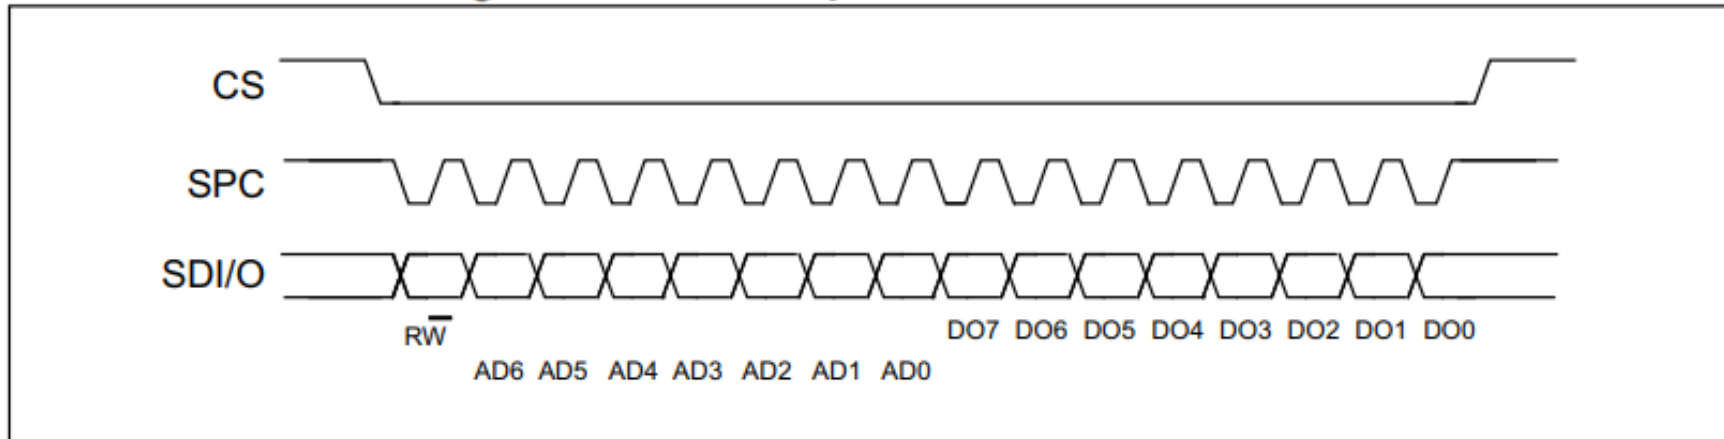 CS
SPC
SDI/O
RW̅ DO7 DO6 DO5 DO4 DO3 DO2 DO1 DO0
AD6 AD5 AD4 AD3 AD2 AD1 AD0